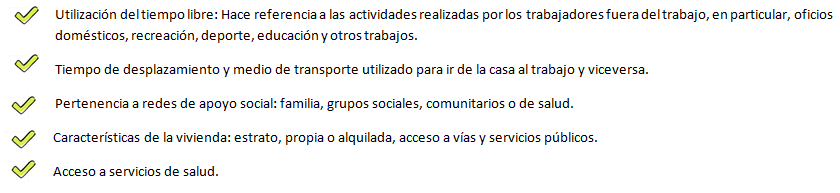 Utilización del tiempo libre: Hace referencia a las actividades realizadas por los trabajadores fuera del trabajo, en particular, oficios
domésticos, recreación, deporte, educación y otros trabajos.
Tiempo de desplazamiento y medio de transporte utilizado para ir de la casa al trabajo y viceversa.
Pertenencia a redes de apoyo social: familia, grupos sociales, comunitarios o de salud.
Características de la vivienda: estrato, propia o alquilada, acceso a vías y servicios públicos.
Acceso a servicios de salud.